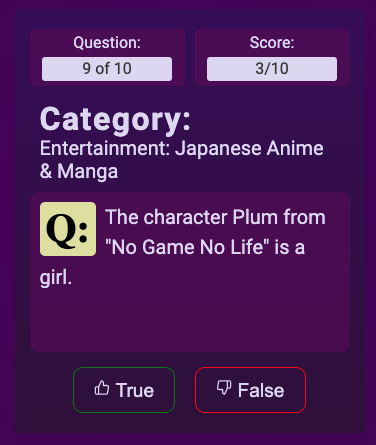 Question:
Score:
9 of 10
3/10
Category:
Entertainment: Japanese Anime
& Manga
Q: The character Plum from
"No Game No Life" is a
girl.
True
False